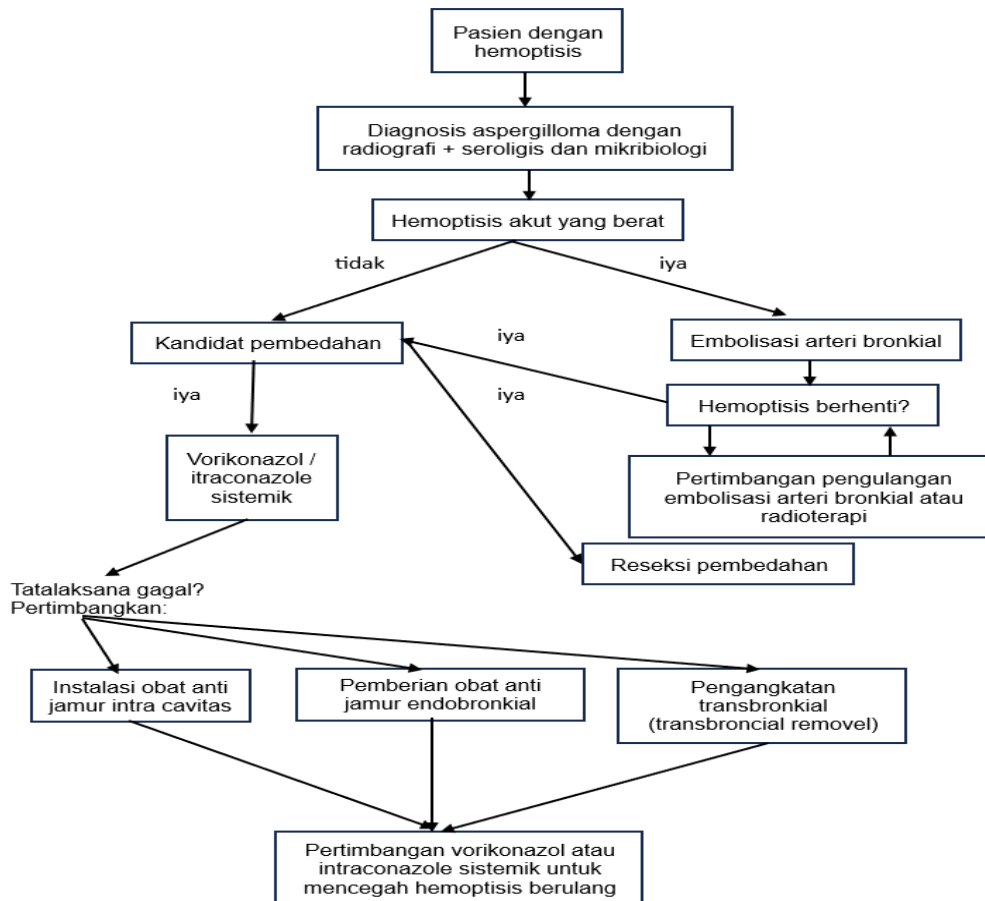 Pasien dengan
hemoptisis
Diagnosis aspergilloma dengan
radiografi + seroligis dan mikribiologi
Hemoptisis akut yang berat
tidak
iya
Kandidat pembedahan
iya
Embolisasi arteri bronkial
iya
iya
Hemoptisis berhenti?
Vorikonazol /
itraconazole
sistemik
Pertimbangan pengulangan
embolisasi arteri bronkial atau
radioterapi
Reseksi pembedahan
Tatalaksana gagal?
Pertimbangkan:
Instalasi obat anti
jamur intra cavitas
Pemberian obat anti
jamur endobronkial
Pengangkatan
transbronkial
(transbroncial removel)
Pertimbangan vorikonazol atau
intraconazole sistemik untuk
mencegah hemoptisis berulang